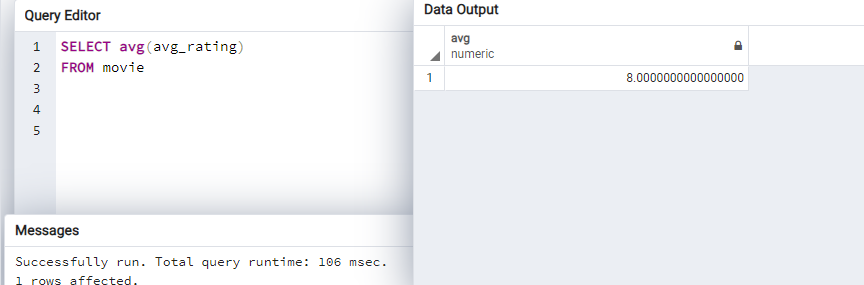 Query Editor
1 SELECT avg(avg_rating)
2 FROM movie
3
4
5
Messages
Successfully run. Total query runtime: 106 msec.
1 rows affected.
Data Output
avg
numeric
1 8.0000000000000000